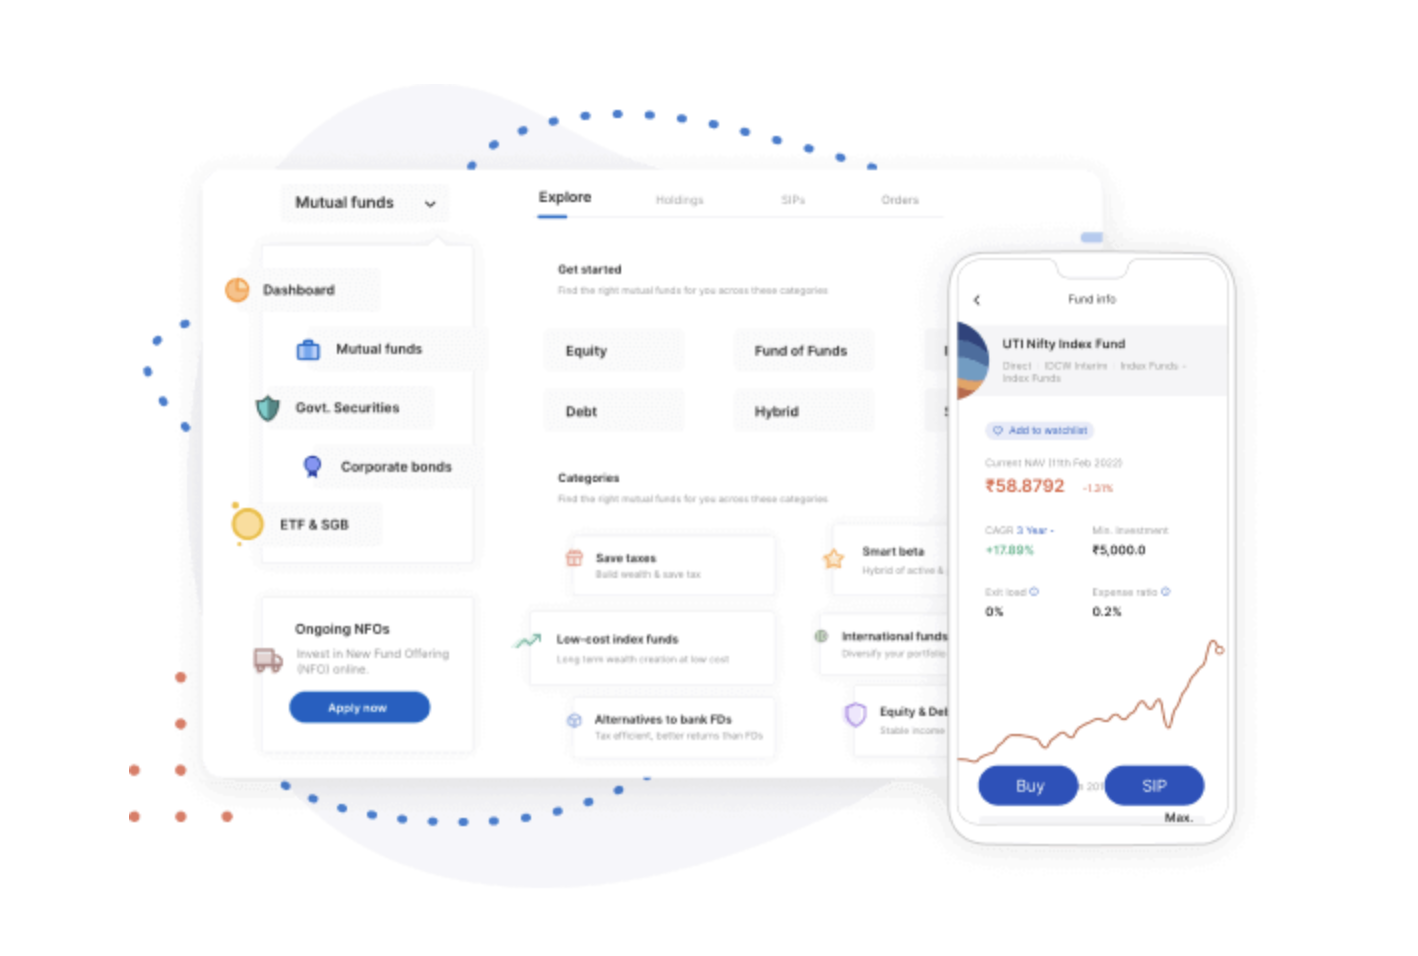 Mutual funds
Explore
Holdings
SIPs
Orders
Dashboard
Mutual funds
Govt. Securities
Corporate bonds
ETF & SGB
Ongoing NFOs
Invest in New Fund Offering
(NFO) online.
Apply now
Get started
Find the right mutual funds for you across these categories
Equity
Fund of Funds
Debt
Hybrid
Categories
Find the right mutual funds for you across these categories
Save taxes
Build wealth & save tax
Smart beta
Hybrid of active &
Low-cost index funds
Long term wealth creation at low cost
International funds
Diversify your portfolio
Alternatives to bank FDs
Tax efficient, better returns than FDs
Equity & De
Stable income
Fund info
UTI Nifty Index Fund
Direct · IDCW Interim · Index Funds -
Index Funds
Add to watchlist
Current NAV (11th Feb 2022)
₹58.8792 -1.31%
CAGR 3 Year -
Min. Investment
+17.89%
₹5,000.0
Exit load
Expense ratio
0%
0.2%
Buy
SIP
Max.